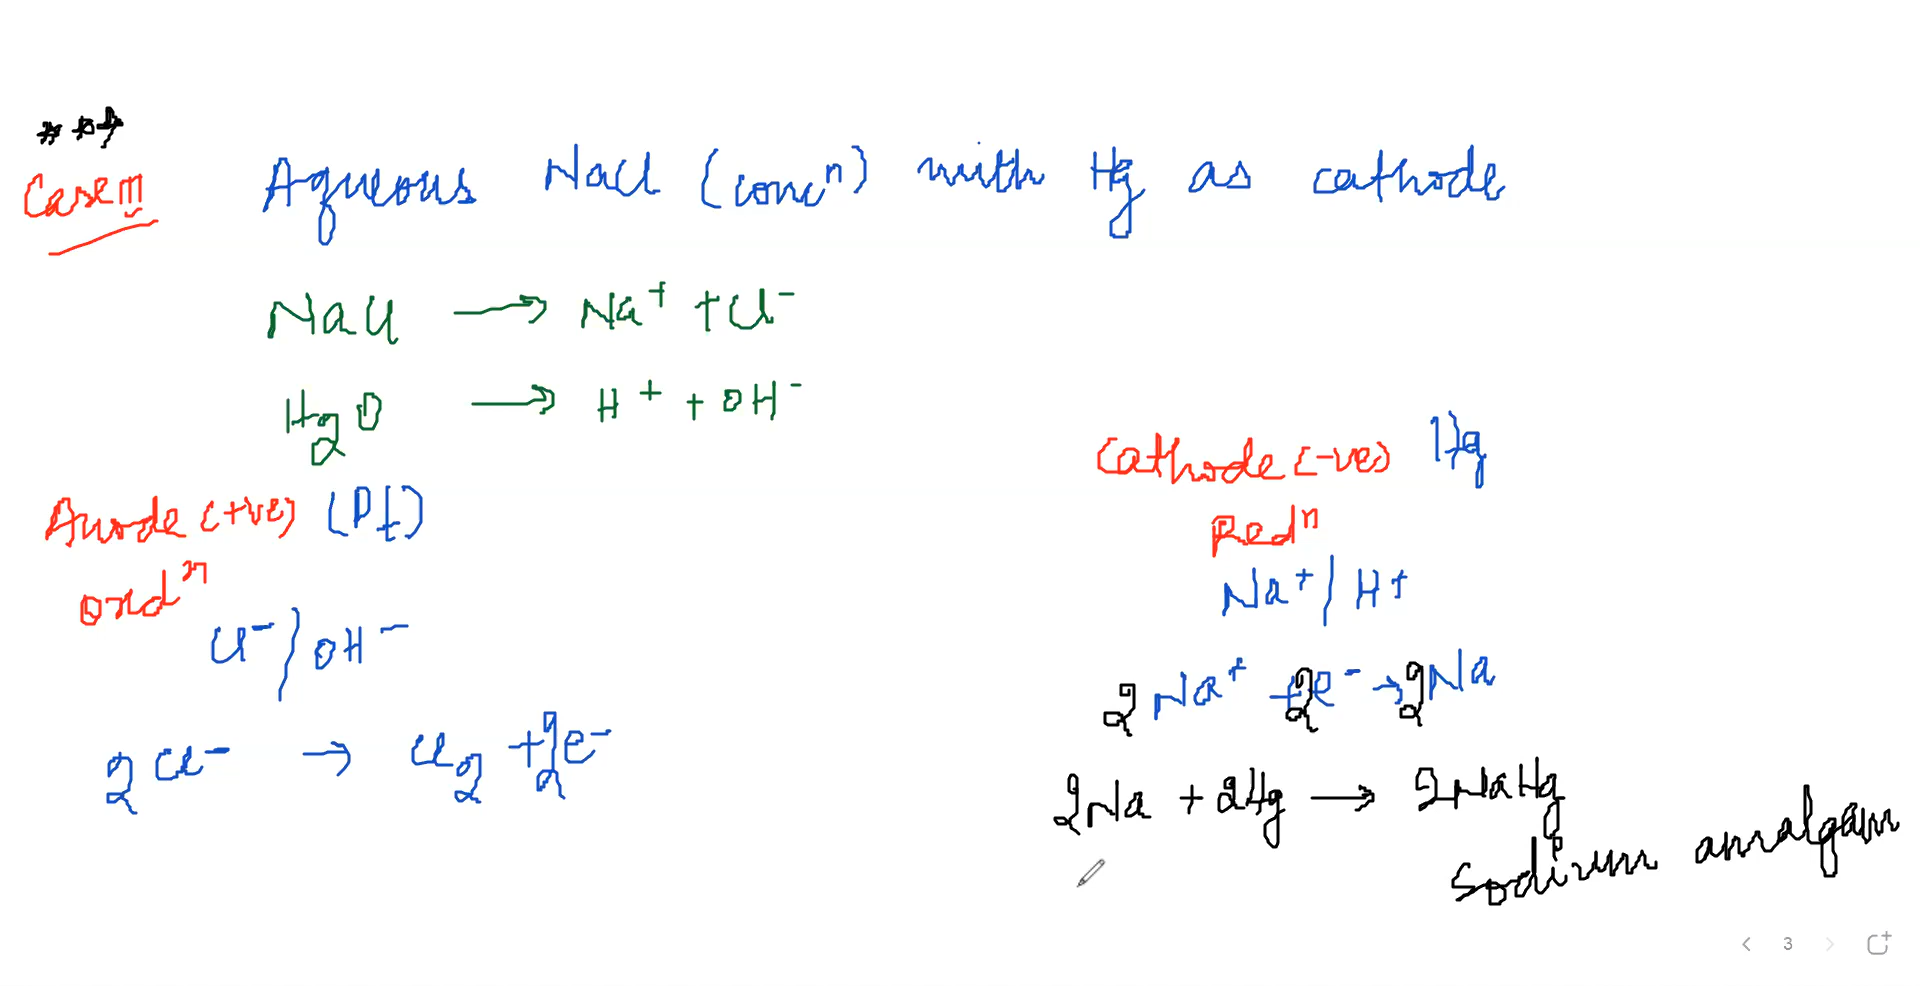 ***
Case III Aqueous NaCl (concⁿ) with Hg as cathode
NaCl → Na⁺ + Cl⁻
H₂O → H⁺ + OH⁻
Anode (+ve) (Pt)
oxdⁿ
Cl⁻ / OH⁻
2Cl⁻ → Cl₂ + 2e⁻
Cathode (-ve) Hg
Redⁿ
Na⁺ / H⁺
2Na⁺ + 2e⁻ → 2Na
2Na + 2Hg → 2NaHg
Sodium amalgam
3